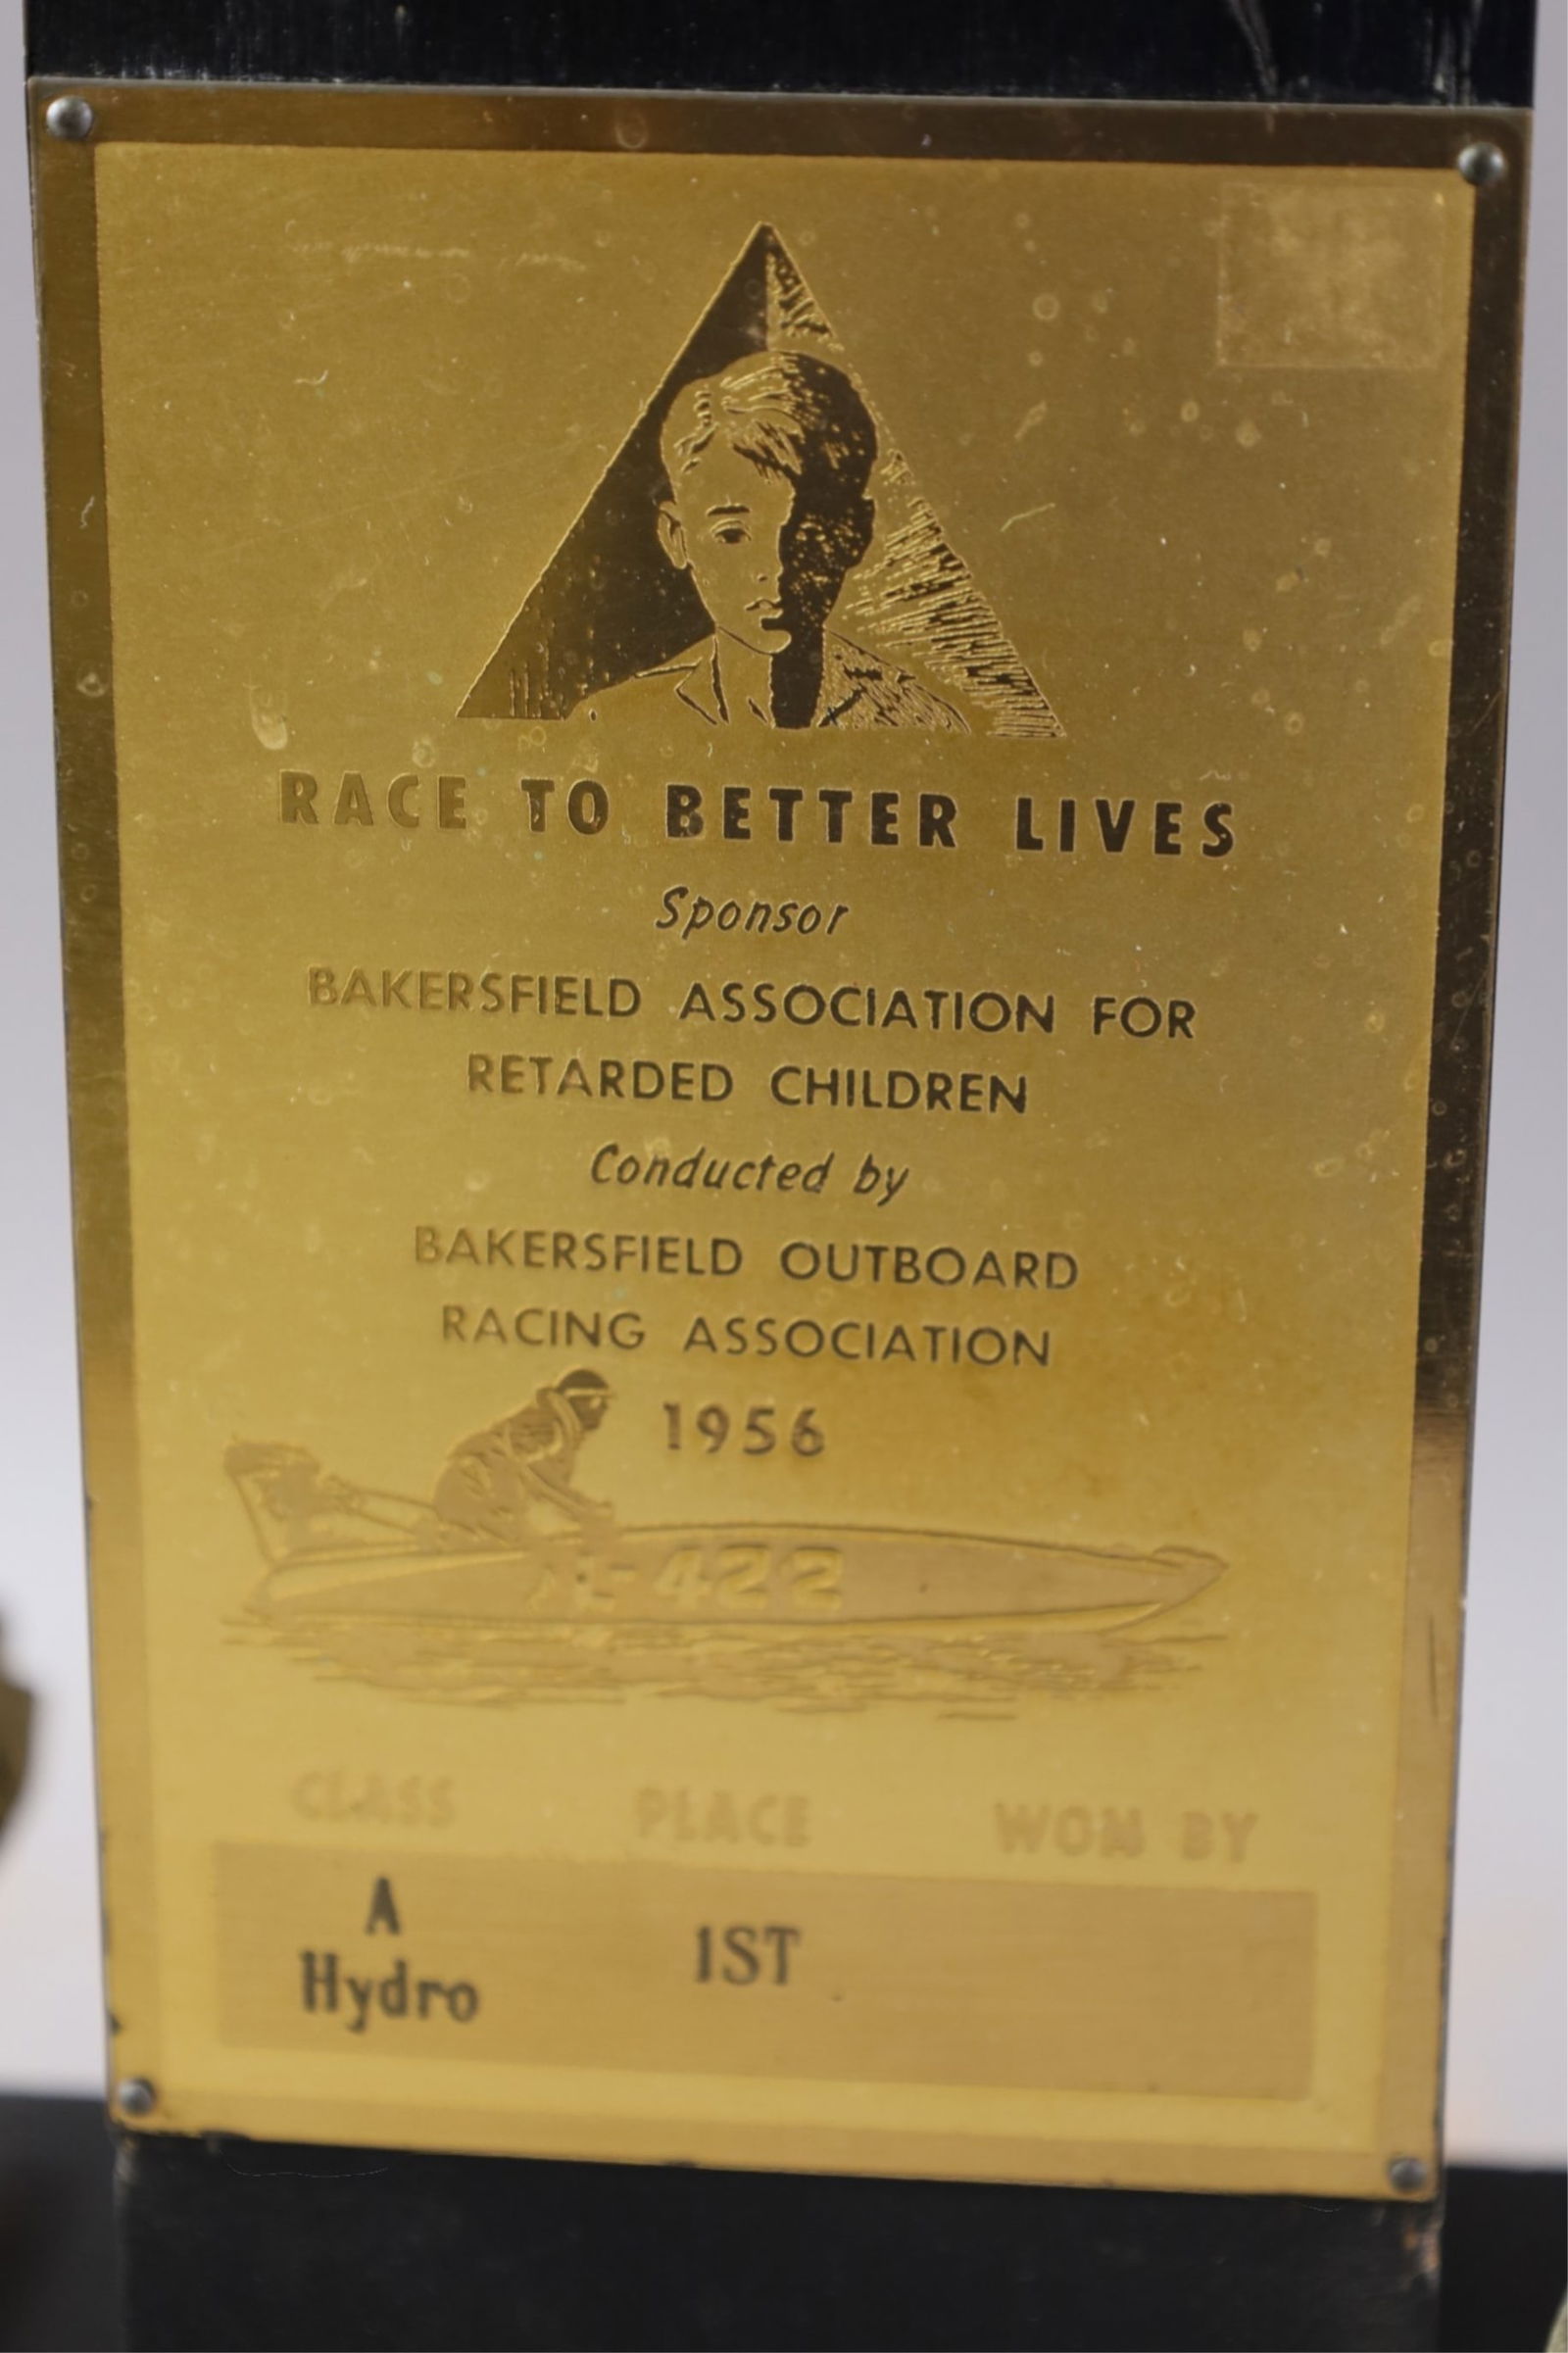 RACE TO BETTER LIVES
Sponsor
BAKERSFIELD ASSOCIATION FOR
RETARDED CHILDREN
Conducted by
BAKERSFIELD OUTBOARD
RACING ASSOCIATION
1956
-422
CLASS PLACE WON BY
A
Hydro 1ST